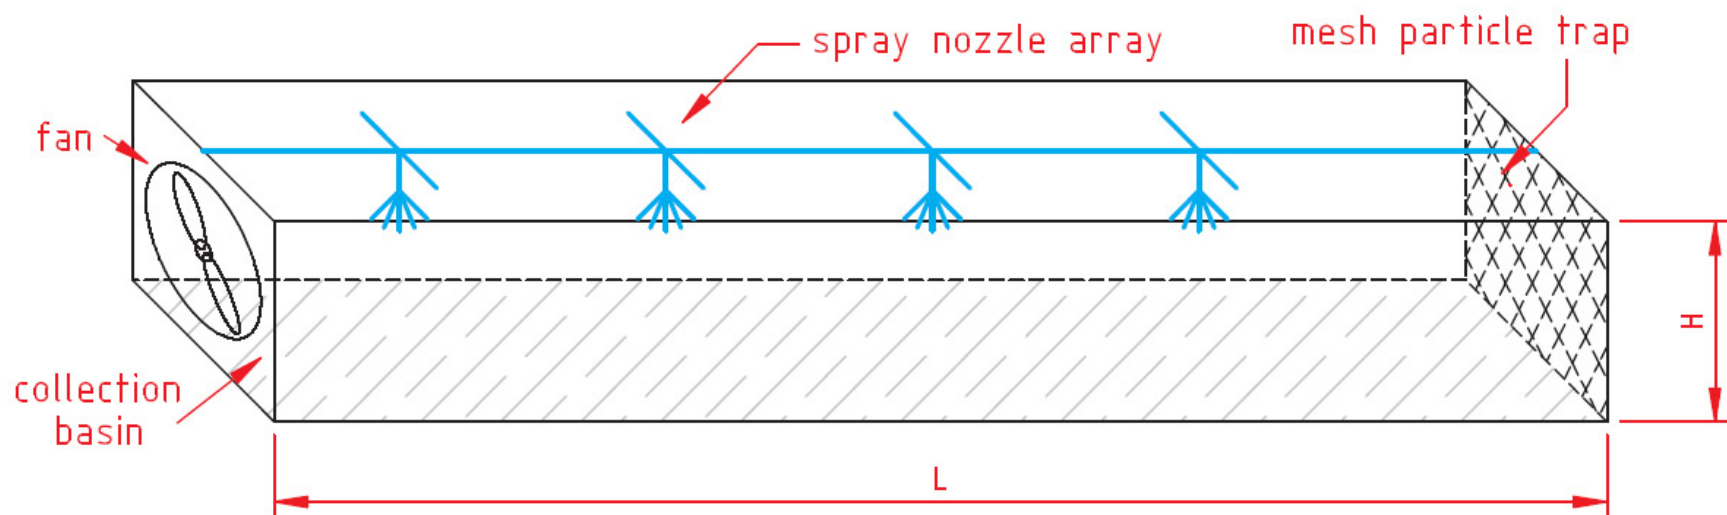 spray nozzle array
mesh particle trap
fan
collection
basin
L
H